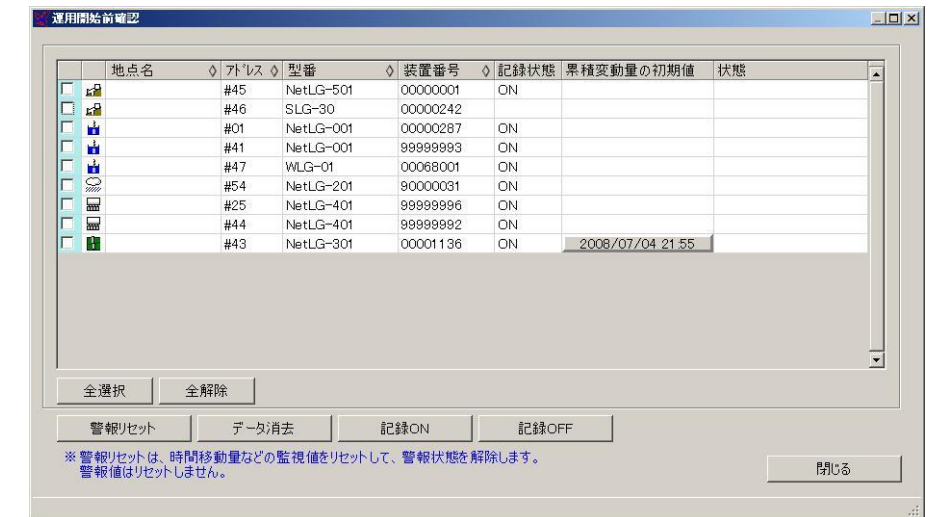 運用開始前確認
地点名 ◊ アドレス ◊ 型番 ◊ 装置番号 ◊ 記録状態 累積変動量の初期値 状態
#45 NetLG-501 00000001 ON
#46 SLG-30 00000242
#01 NetLG-001 00000287 ON
#41 NetLG-001 99999993 ON
#47 WLG-01 00068001 ON
#54 NetLG-201 90000031 ON
#25 NetLG-401 99999996 ON
#44 NetLG-401 99999992 ON
#43 NetLG-301 00001136 ON 2008/07/04 21:55
全選択 全解除
警報リセット データ消去 記録ON 記録OFF
※ 警報リセットは、時間移動量などの監視値をリセットして、警報状態を解除します。
警報値はリセットしません。
閉じる